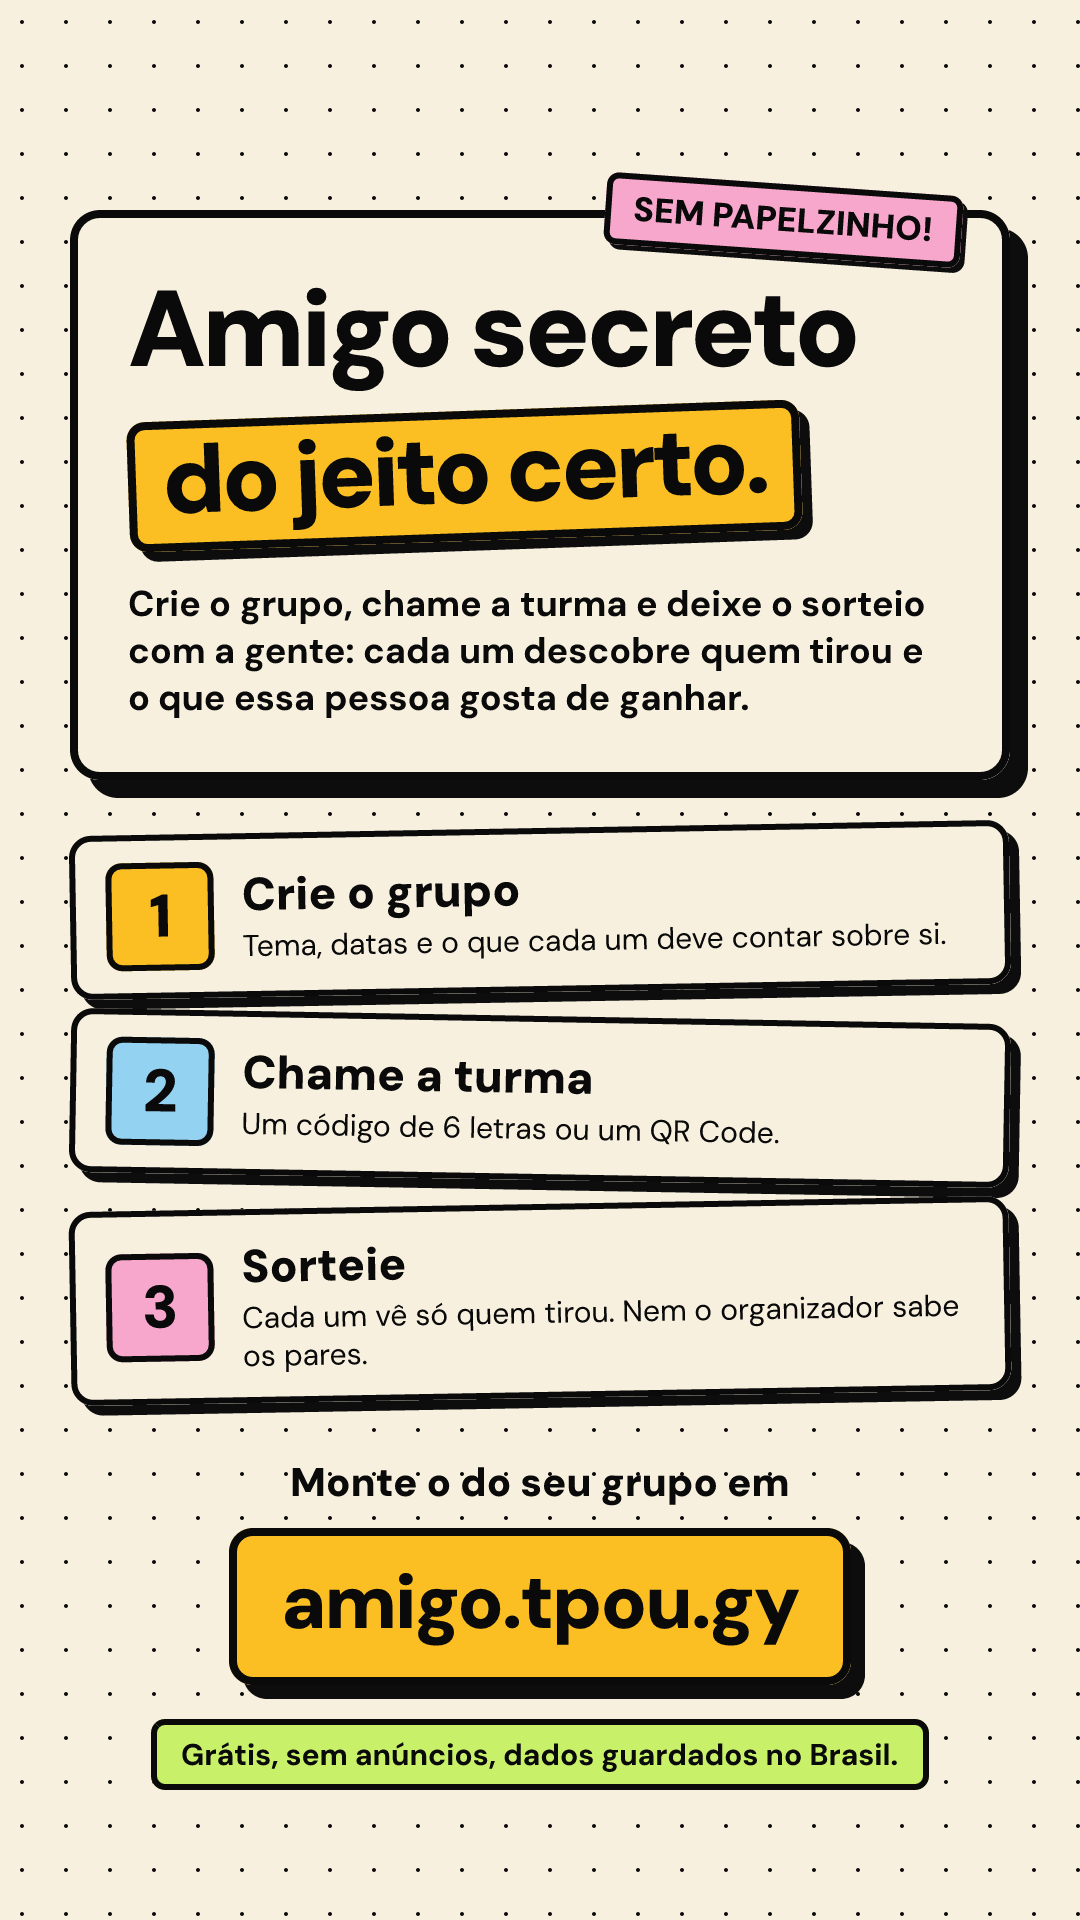 SEM PAPELZINHO!
Amigo secreto
do jeito certo.
Crie o grupo, chame a turma e deixe o sorteio
com a gente: cada um descobre quem tirou e
o que essa pessoa gosta de ganhar.
1
Crie o grupo
Tema, datas e o que cada um deve contar sobre si.
2
Chame a turma
Um código de 6 letras ou um QR Code.
3
Sorteie
Cada um vê só quem tirou. Nem o organizador sabe
os pares.
Monte o do seu grupo em
amigo.tpou.gy
Grátis, sem anúncios, dados guardados no Brasil.